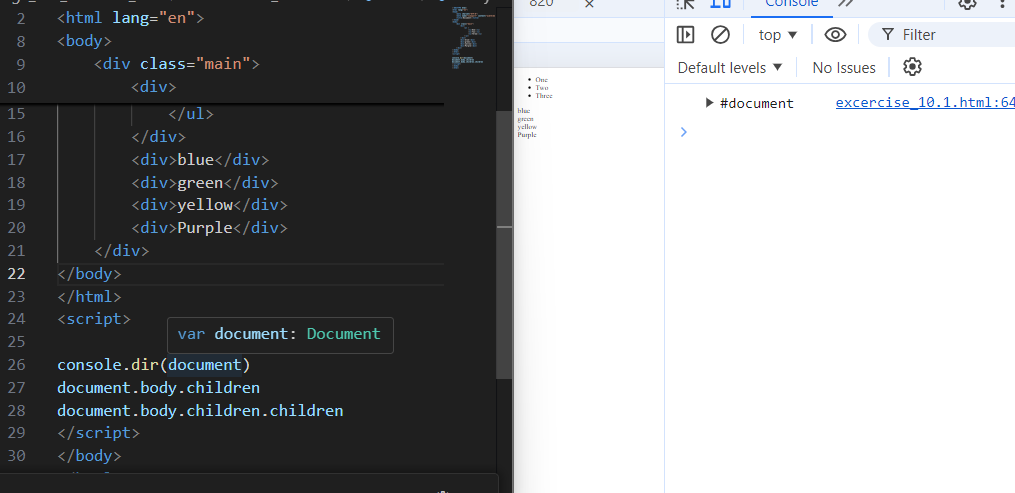 820 ×
Console »
2 <html lang="en">
8 <body>
9 <div class="main">
10 <div>
15 </ul>
16 </div>
17 <div>blue</div>
18 <div>green</div>
19 <div>yellow</div>
20 <div>Purple</div>
21 </div>
22 </body>
23 </html>
24 <script>
var document: Document
25
26 console.dir(document)
27 document.body.children
28 document.body.children.children
29 </script>
30 </body>
One
Two
Three
blue
green
yellow
Purple
top ▼
Filter
Default levels ▼
No Issues
▶ #document excercise_10.1.html:64
>